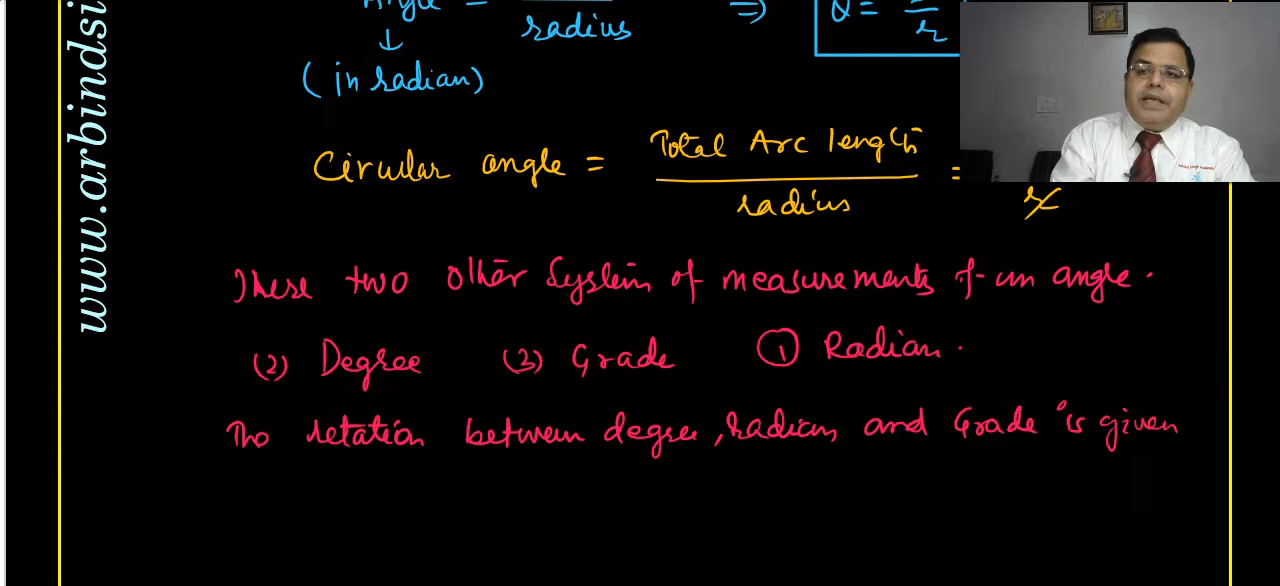 Angle = radius ⇒ θ = l/r
↓
(in radian)
Circular angle = Total Arc length / radius =
These two other System of measurements of an angle.
(2) Degree (3) Grade ① Radian.
The relation between degree, Radian and Grade is given
www.arbindsi